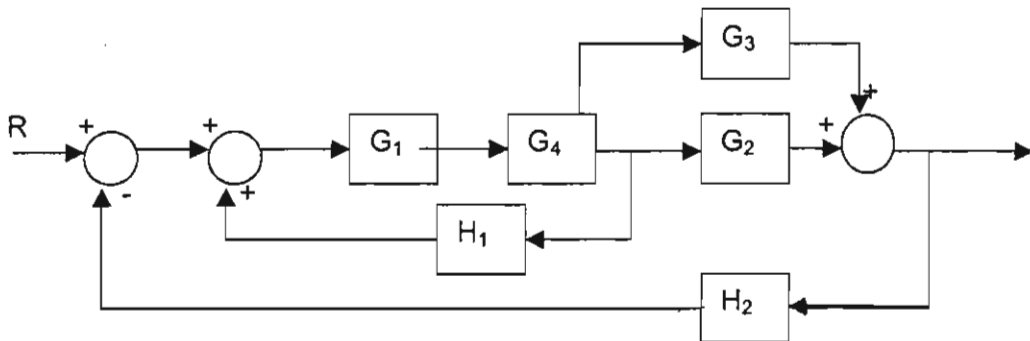 G₃
R
+
+
+
+
G₁
G₄
G₂
-
+
H₁
H₂